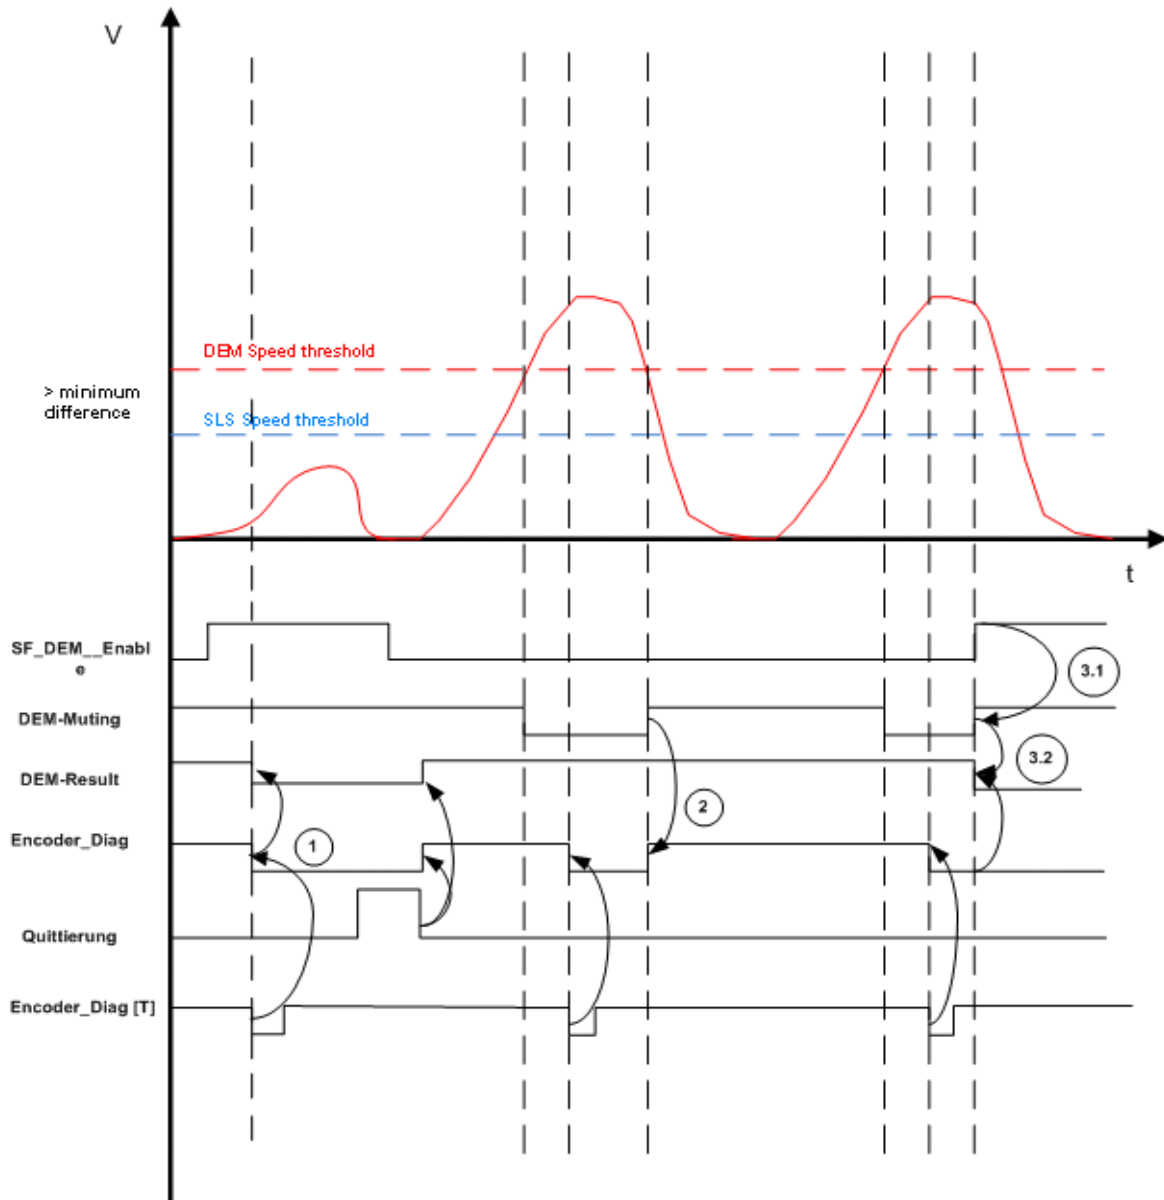 V
DEM Speed threshold
> minimum
difference
SLS Speed threshold
t
SF_DEM__Enabl
e
3.1
DEM-Muting
3.2
DEM-Result
2
Encoder_Diag
1
Quittierung
Encoder_Diag [T]